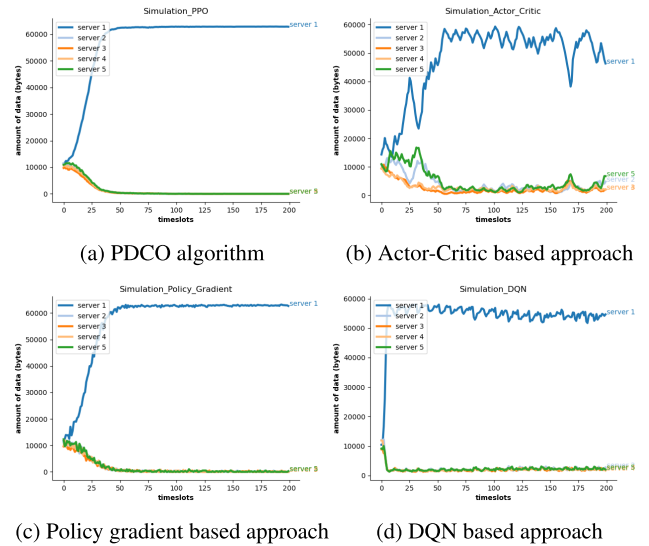 Simulation_PPO
60000
50000
40000
30000
20000
10000
0
amount of data (bytes)
server 1
server 2
server 3
server 4
server 5
server 1
server 5
0 25 50 75 100 125 150 175 200
timeslots
(a) PDCO algorithm
Simulation_Actor_Critic
60000
50000
40000
30000
20000
10000
0
amount of data (bytes)
server 1
server 2
server 3
server 4
server 5
server 1
server 5
server 2
server 3
0 25 50 75 100 125 150 175 200
timeslots
(b) Actor-Critic based approach
Simulation_Policy_Gradient
60000
50000
40000
30000
20000
10000
0
amount of data (bytes)
server 1
server 2
server 3
server 4
server 5
server 1
server 5
0 25 50 75 100 125 150 175 200
timeslots
(c) Policy gradient based approach
Simulation_DQN
60000
50000
40000
30000
20000
10000
0
amount of data (bytes)
server 1
server 2
server 3
server 4
server 5
server 1
0 25 50 75 100 125 150 175 200
timeslots
(d) DQN based approach